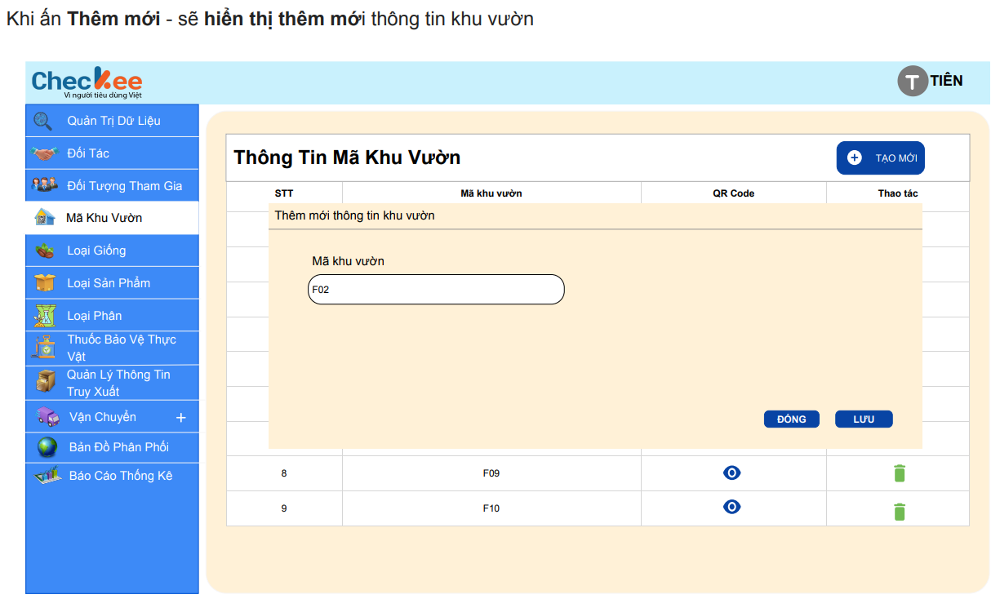 Khi ấn Thêm mới - sẽ hiển thị thêm mới thông tin khu vườn
Checkee
Vì người tiêu dùng Việt
T TIÊN
Quản Trị Dữ Liệu
Đối Tác
Đối Tượng Tham Gia
Mã Khu Vườn
Loại Giống
Loại Sản Phẩm
Loại Phân
Thuốc Bảo Vệ Thực
Vật
Quản Lý Thông Tin
Truy Xuất
Vận Chuyển +
Bản Đồ Phân Phối
Báo Cáo Thống Kê
Thông Tin Mã Khu Vườn
TẠO MỚI
STT Mã khu vườn QR Code Thao tác
Thêm mới thông tin khu vườn
Mã khu vườn
F02
ĐÓNG LƯU
8 F09
9 F10